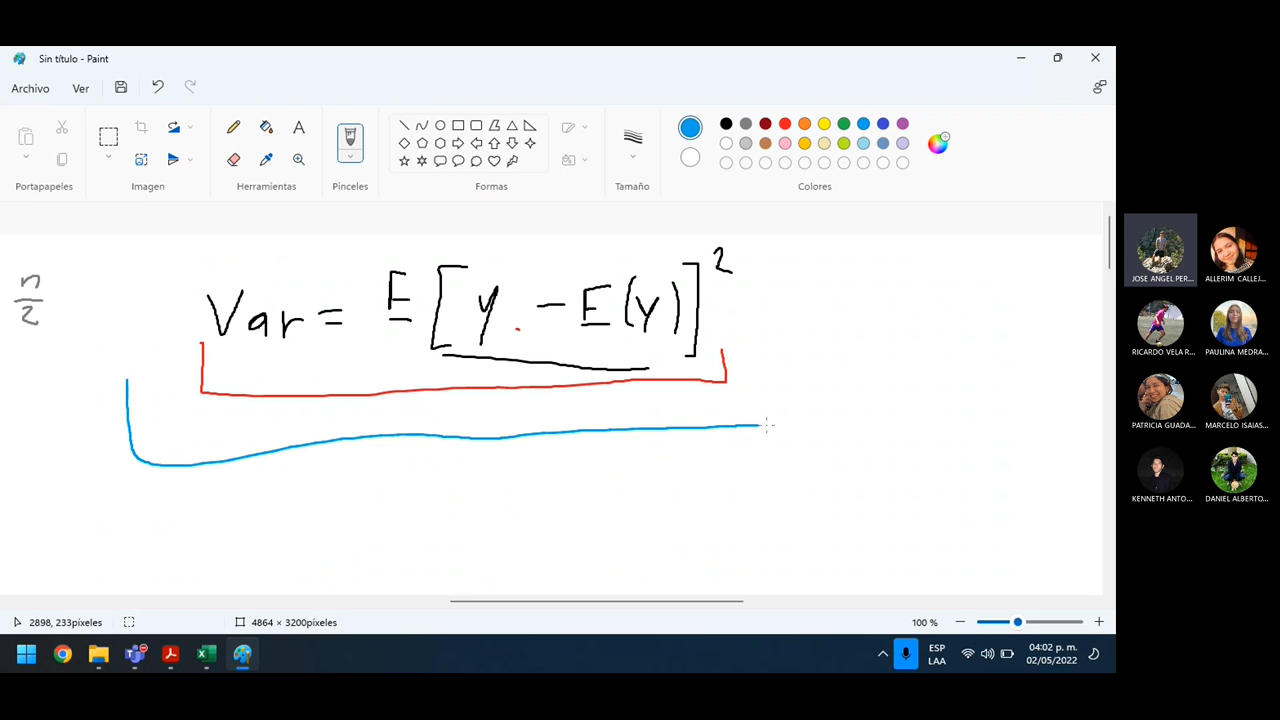 Sin título - Paint
Archivo Ver
Portapapeles Imagen Herramientas Pinceles Formas Tamaño Colores
n
2
Var = E[y . - E(y)]²
JOSE ANGEL PER... ALLERIM CALLEJ...
RICARDO VELA R... PAULINA MEDRA...
PATRICIA GUADA... MARCELO ISAIAS...
KENNETH ANTO... DANIEL ALBERTO...
2898, 233píxeles 4864 × 3200píxeles 100 %
ESP 04:02 p. m.
LAA 02/05/2022